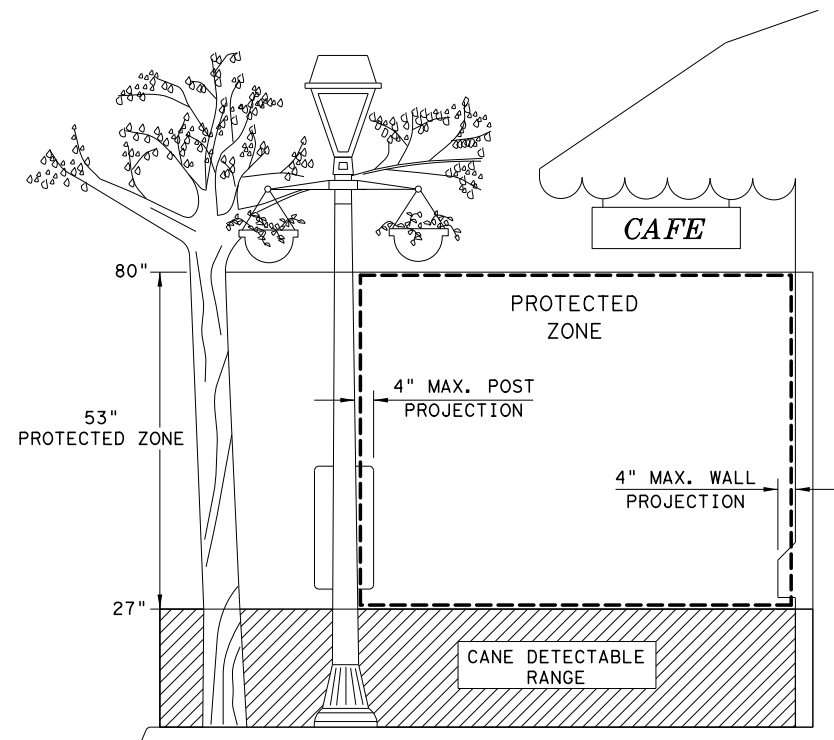 CAFE
80"
PROTECTED
ZONE
4" MAX. POST
PROJECTION
53"
PROTECTED ZONE
4" MAX. WALL
PROJECTION
27"
CANE DETECTABLE
RANGE